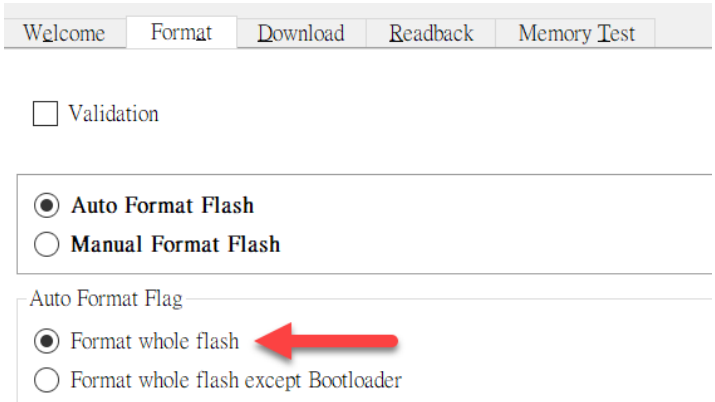 Welcome Format Download Readback Memory Test
Validation
Auto Format Flash
Manual Format Flash
Auto Format Flag
Format whole flash
Format whole flash except Bootloader